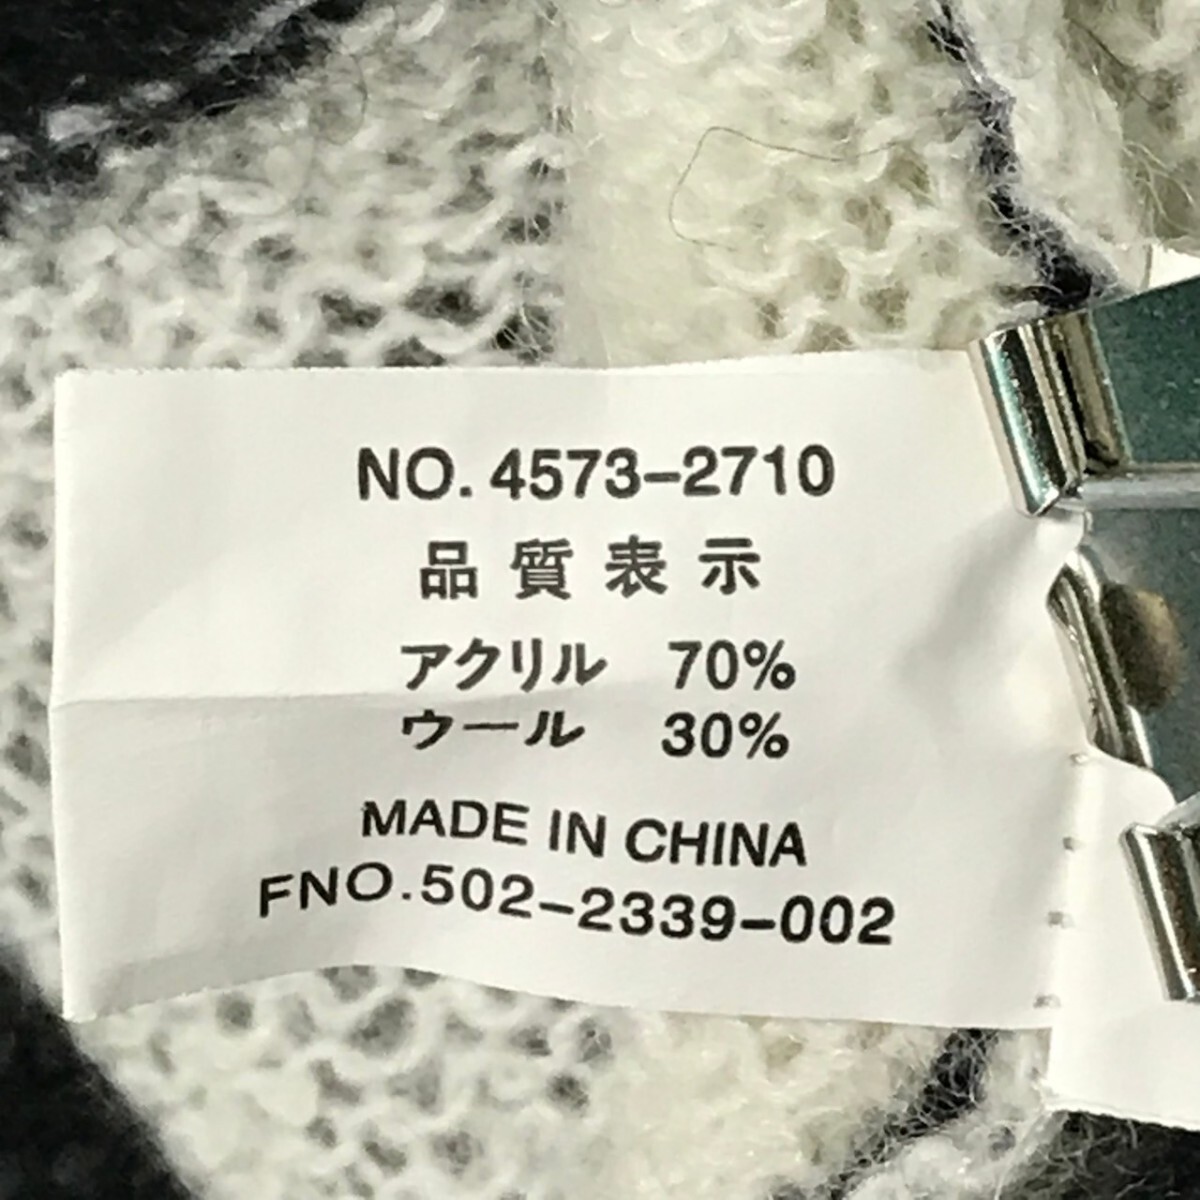 NO. 4573-2710
品質表示
アクリル 70%
ウール 30%
MADE IN CHINA
FNO.502-2339-002